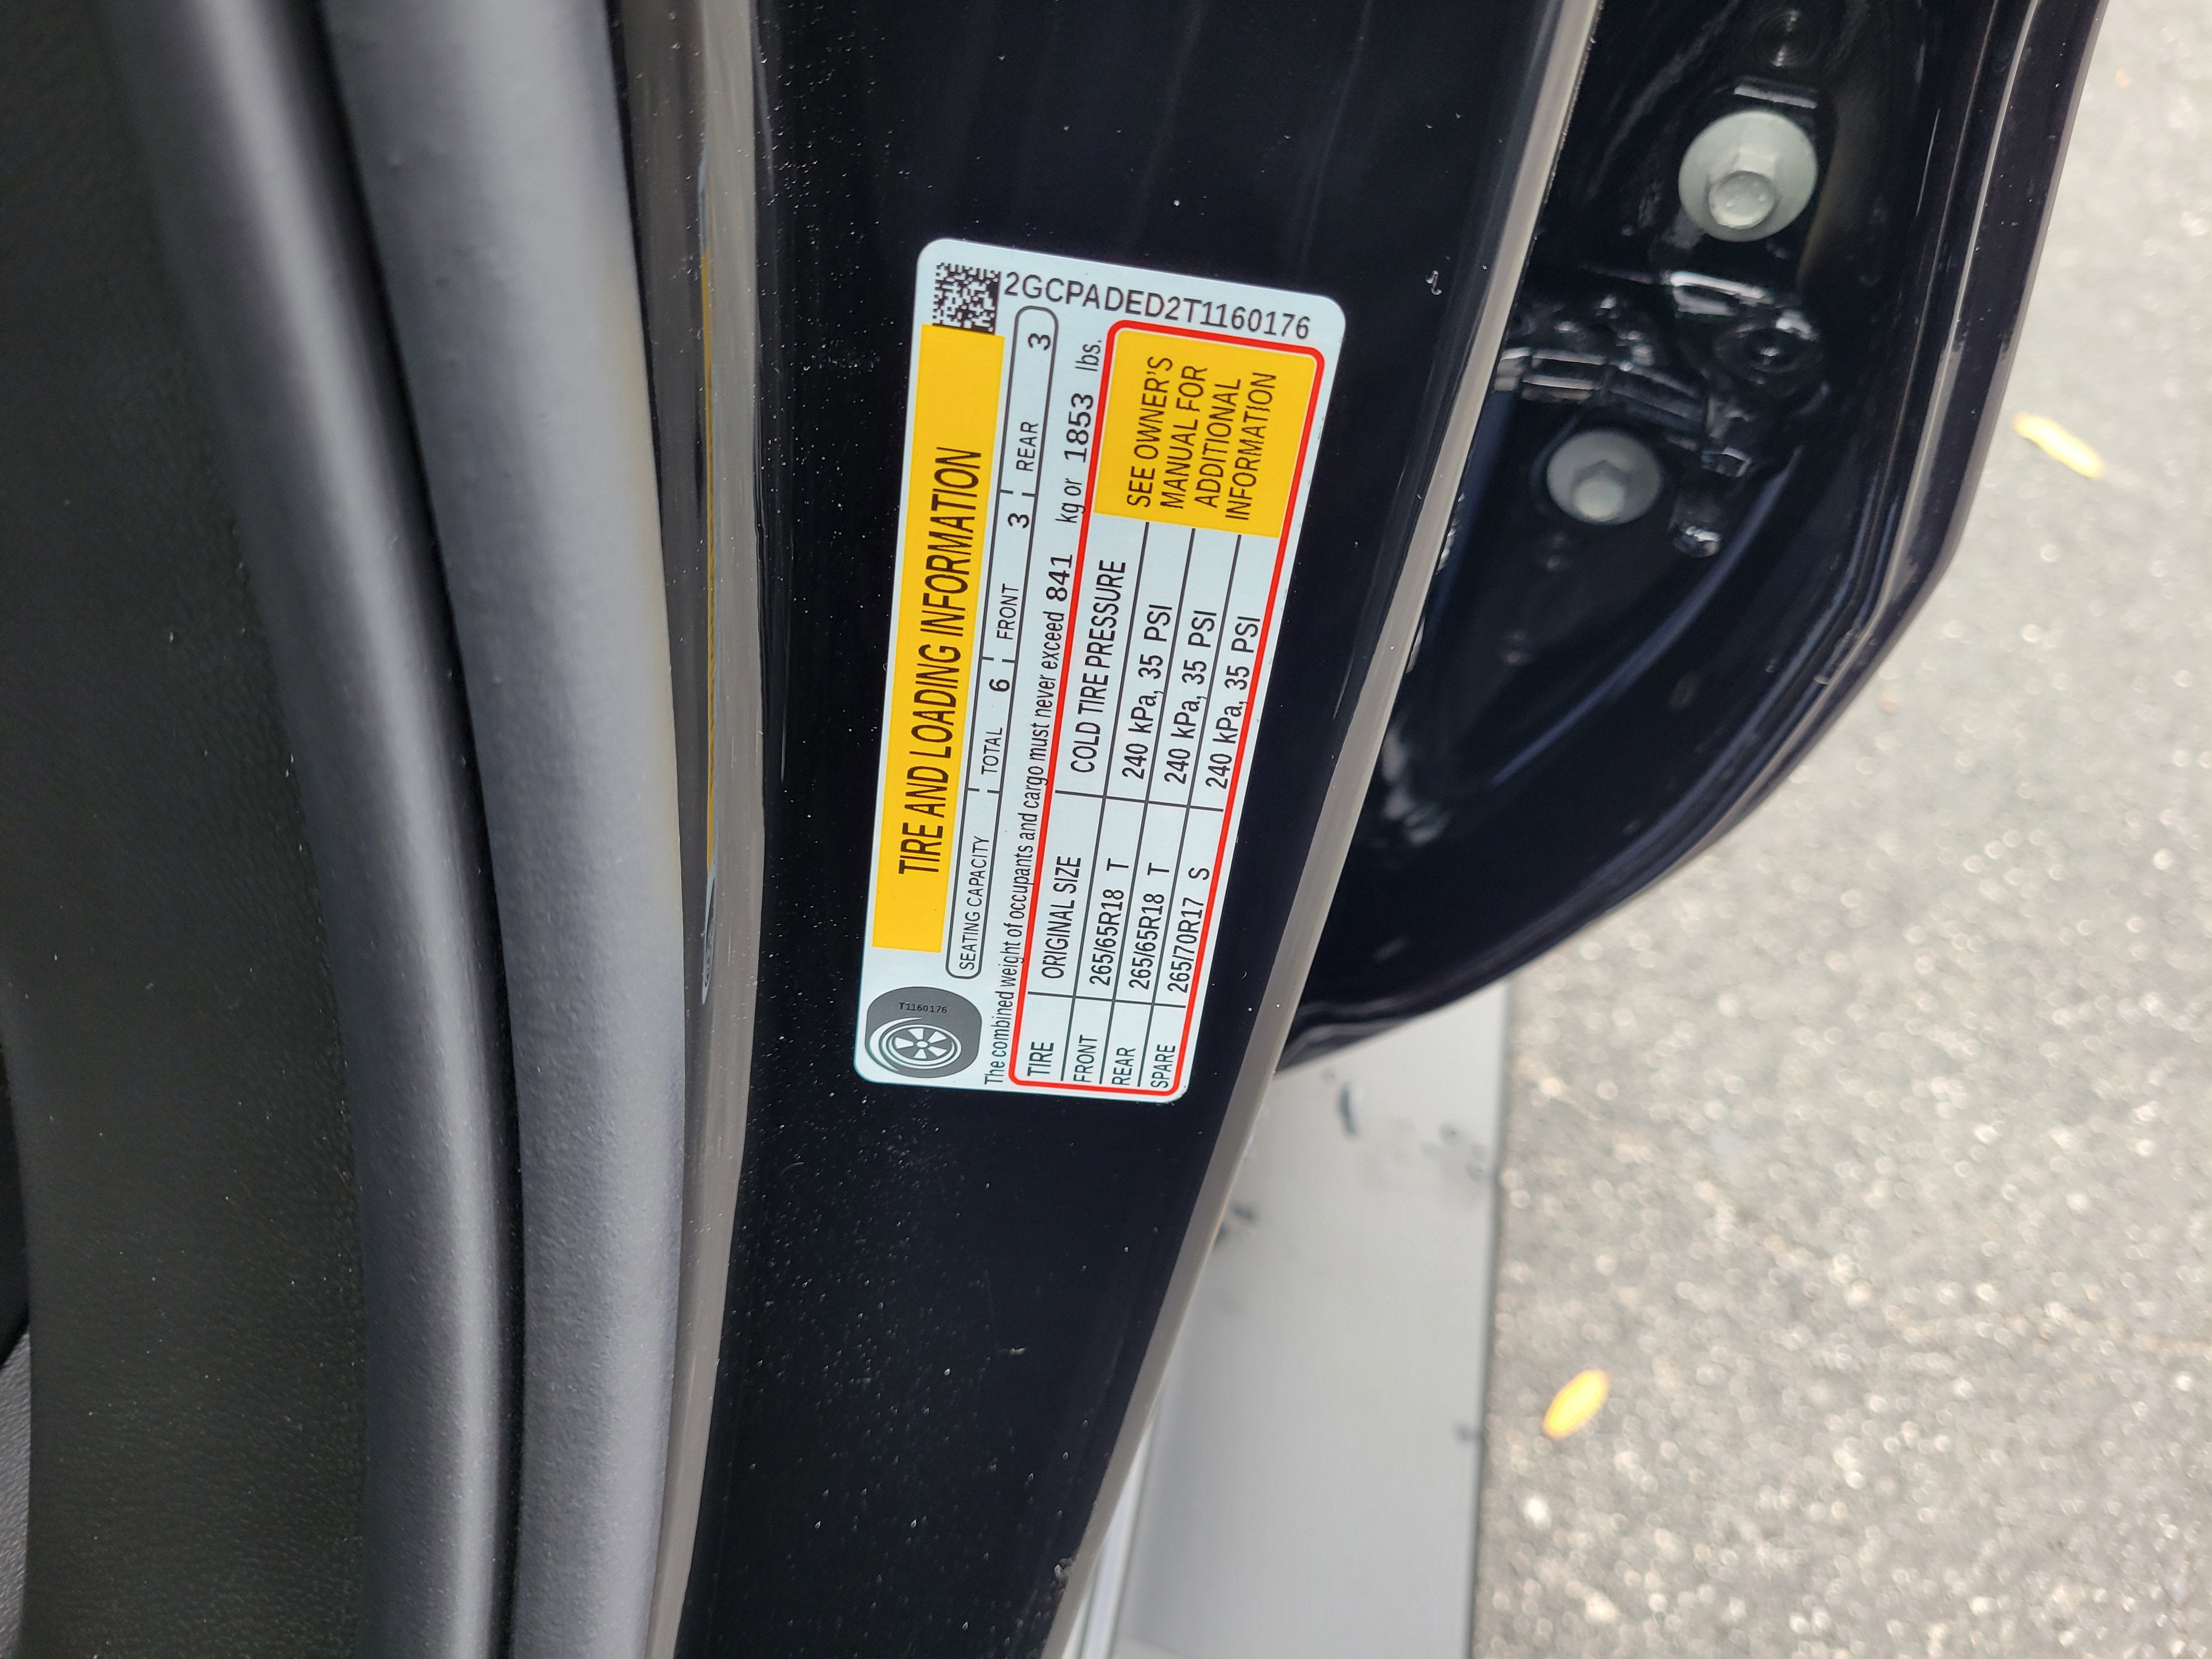 TIRE AND LOADING INFORMATION
T1160176
SEATING CAPACITY TOTAL 6 FRONT 3 REAR 3
The combined weight of occupants and cargo must never exceed 841 kg or 1853 lbs.
TIRE ORIGINAL SIZE COLD TIRE PRESSURE
FRONT 265/65R18 T 240 kPa, 35 PSI
REAR 265/65R18 T 240 kPa, 35 PSI
SPARE 265/70R17 S 240 kPa, 35 PSI
SEE OWNER'S
MANUAL FOR
ADDITIONAL
INFORMATION
2GCPADED2T1160176